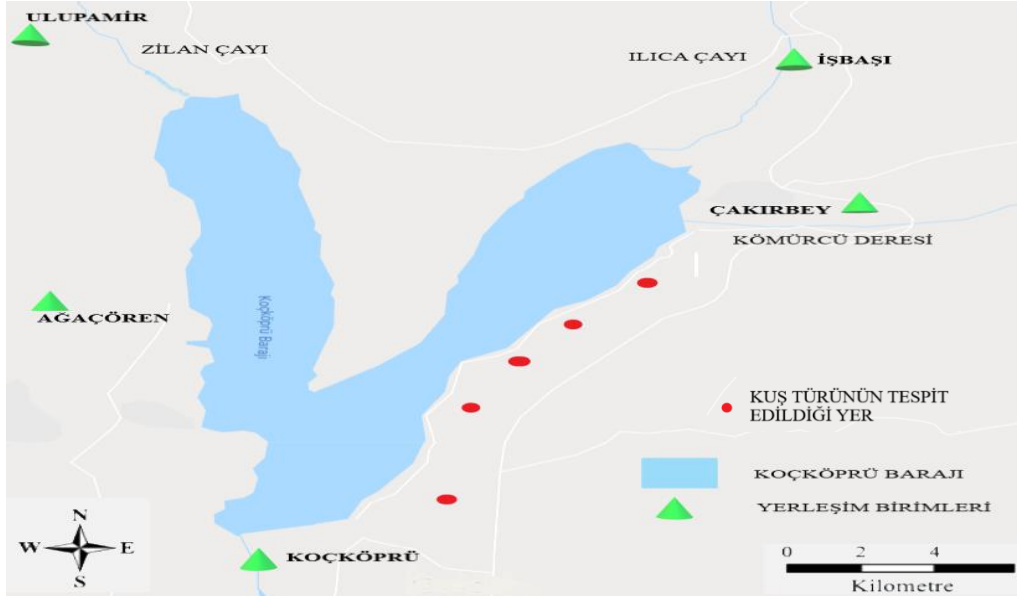 ULUPAMİR
ZİLAN ÇAYI
ILICA ÇAYI
İŞBAŞI
ÇAKIRBEY
KÖMÜRCÜ DERESİ
AĞAÇÖREN
Koçköprü Barajı
KUŞ TÜRÜNÜN TESPİT
EDİLDİĞİ YER
KOÇKÖPRÜ BARAJI
YERLEŞİM BİRİMLERİ
N
W E
S
KOÇKÖPRÜ
0 2 4
Kilometre